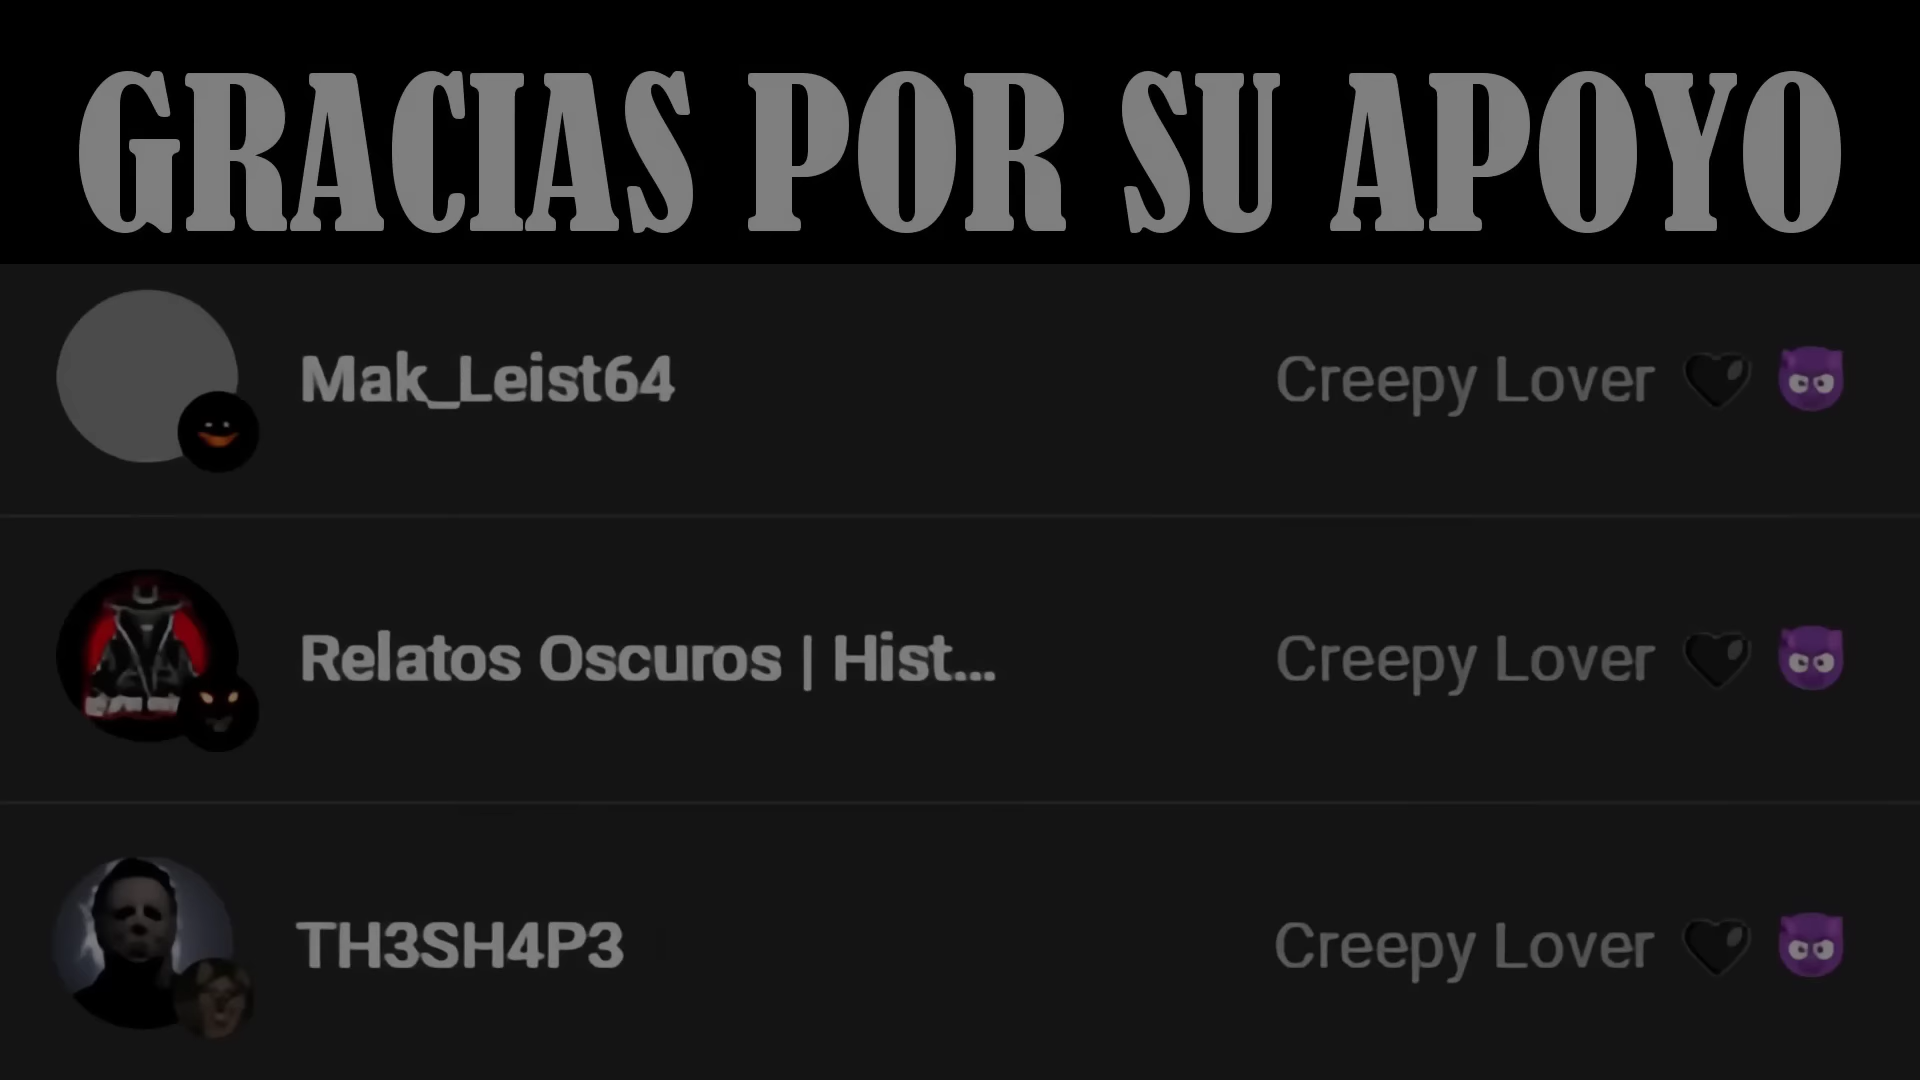 GRACIAS POR SU APOYO
Mak_Leist64 Creepy Lover 🖤 😈
Relatos Oscuros | Hist... Creepy Lover 🖤 😈
TH3SH4P3 Creepy Lover 🖤 😈